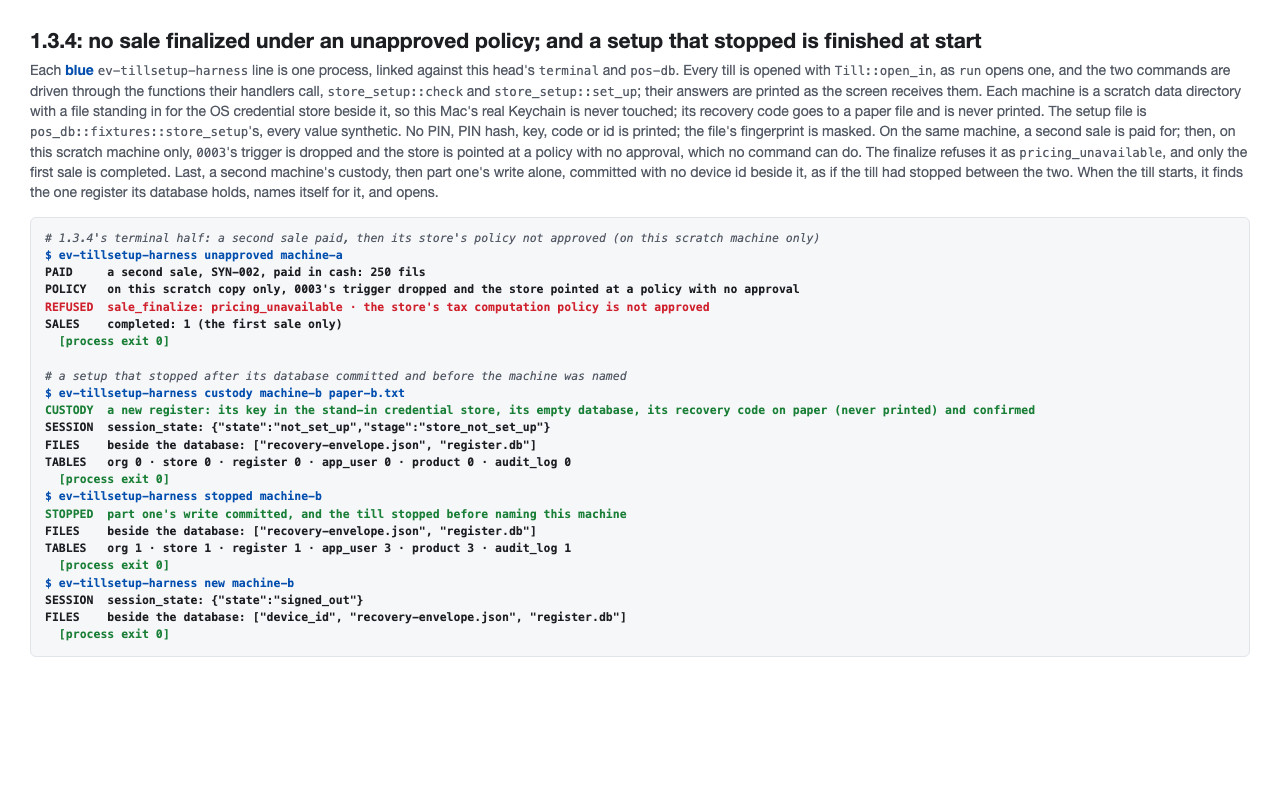 1.3.4: no sale finalized under an unapproved policy; and a setup that stopped is finished at start
Each blue ev-tillsetup-harness line is one process, linked against this head's terminal and pos-db. Every till is opened with Till::open_in, as run opens one, and the two commands are
driven through the functions their handlers call, store_setup::check and store_setup::set_up; their answers are printed as the screen receives them. Each machine is a scratch data directory
with a file standing in for the OS credential store beside it, so this Mac's real Keychain is never touched; its recovery code goes to a paper file and is never printed. The setup file is
pos_db::fixtures::store_setup's, every value synthetic. No PIN, PIN hash, key, code or id is printed; the file's fingerprint is masked. On the same machine, a second sale is paid for; then, on
this scratch machine only, 0003's trigger is dropped and the store is pointed at a policy with no approval, which no command can do. The finalize refuses it as pricing_unavailable, and only the
first sale is completed. Last, a second machine's custody, then part one's write alone, committed with no device id beside it, as if the till had stopped between the two. When the till starts, it finds
the one register its database holds, names itself for it, and opens.
# 1.3.4's terminal half: a second sale paid, then its store's policy not approved (on this scratch machine only)
$ ev-tillsetup-harness unapproved machine-a
PAID     a second sale, SYN-002, paid in cash: 250 fils
POLICY   on this scratch copy only, 0003's trigger dropped and the store pointed at a policy with no approval
REFUSED  sale_finalize: pricing_unavailable · the store's tax computation policy is not approved
SALES    completed: 1 (the first sale only)
[process exit 0]
# a setup that stopped after its database committed and before the machine was named
$ ev-tillsetup-harness custody machine-b paper-b.txt
CUSTODY  a new register: its key in the stand-in credential store, its empty database, its recovery code on paper (never printed) and confirmed
SESSION  session_state: {"state":"not_set_up","stage":"store_not_set_up"}
FILES    beside the database: ["recovery-envelope.json", "register.db"]
TABLES   org 0 · store 0 · register 0 · app_user 0 · product 0 · audit_log 0
[process exit 0]
$ ev-tillsetup-harness stopped machine-b
STOPPED  part one's write committed, and the till stopped before naming this machine
FILES    beside the database: ["recovery-envelope.json", "register.db"]
TABLES   org 1 · store 1 · register 1 · app_user 3 · product 3 · audit_log 1
[process exit 0]
$ ev-tillsetup-harness new machine-b
SESSION  session_state: {"state":"signed_out"}
FILES    beside the database: ["device_id", "recovery-envelope.json", "register.db"]
[process exit 0]